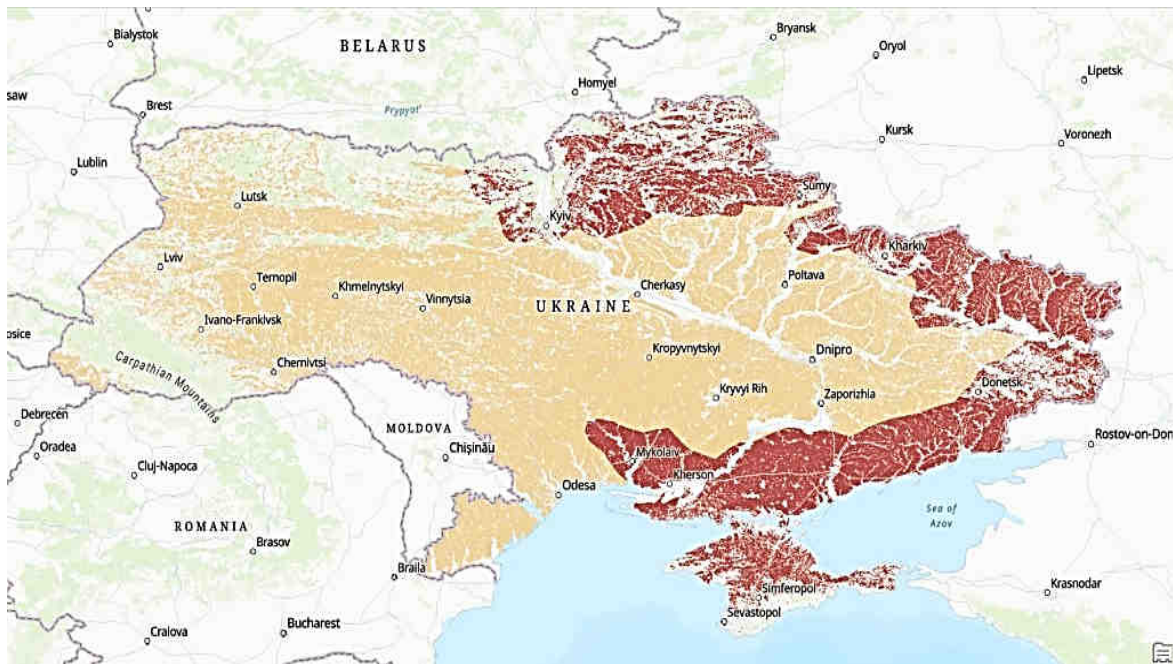 Bialystok
BELARUS
Bryansk
Oryol
Homyel
Lipetsk
saw
Brest
Prypyat'
Kursk
Voronezh
Lublin
Sumy
Lutsk
Kyiv
Kharkiv
Lviv
Ternopil
Khmelnytskyi
Vinnytsia
Cherkasy
Poltava
UKRAINE
Ivano-Frankivsk
osice
Carpathian Mountains
Chernivtsi
Kropyvnytskyi
Dnipro
Donetsk
Kryvyi Rih
Zaporizhia
Debrecen
MOLDOVA
Oradea
Chișinău
Rostov-on-Don
Cluj-Napoca
Mykolaiv
Kherson
Odesa
Sea of
Azov
ROMANIA
Brasov
Braila
Simferopol
Krasnodar
Sevastopol
Craiova
Bucharest